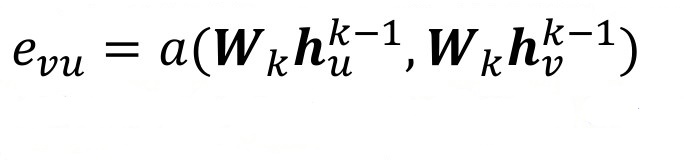 e_{vu} = a(W_k h_u^{k-1}, W_k h_v^{k-1})